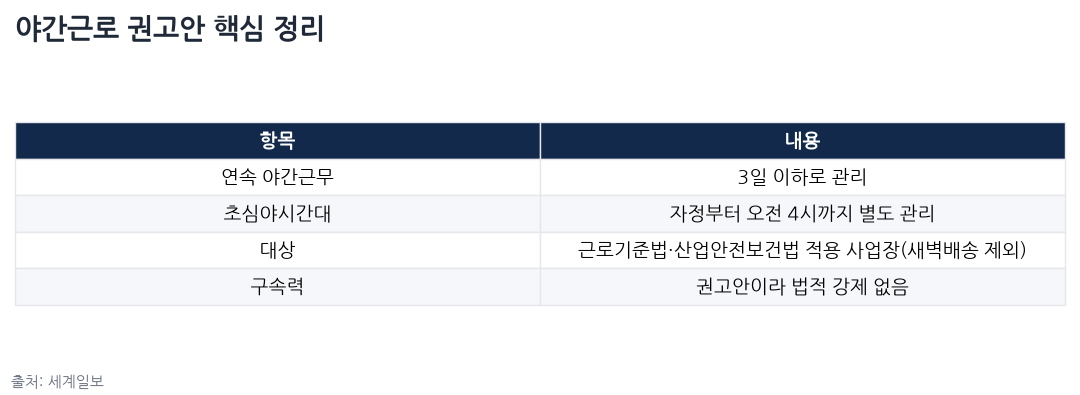 야간근로 권고안 핵심 정리
항목 내용
연속 야간근무 3일 이하로 관리
초심야시간대 자정부터 오전 4시까지 별도 관리
대상 근로기준법·산업안전보건법 적용 사업장(새벽배송 제외)
구속력 권고안이라 법적 강제 없음
출처: 세계일보